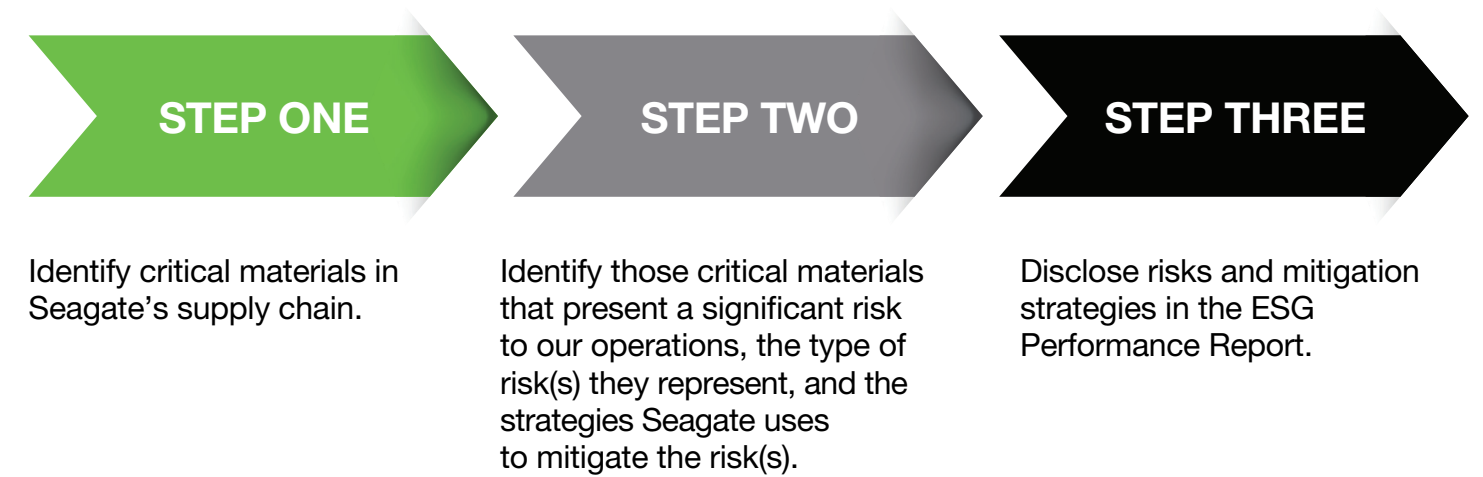 STEP ONE
STEP TWO
STEP THREE
Identify critical materials in
Seagate’s supply chain.
Identify those critical materials
that present a significant risk
to our operations, the type of
risk(s) they represent, and the
strategies Seagate uses
to mitigate the risk(s).
Disclose risks and mitigation
strategies in the ESG
Performance Report.